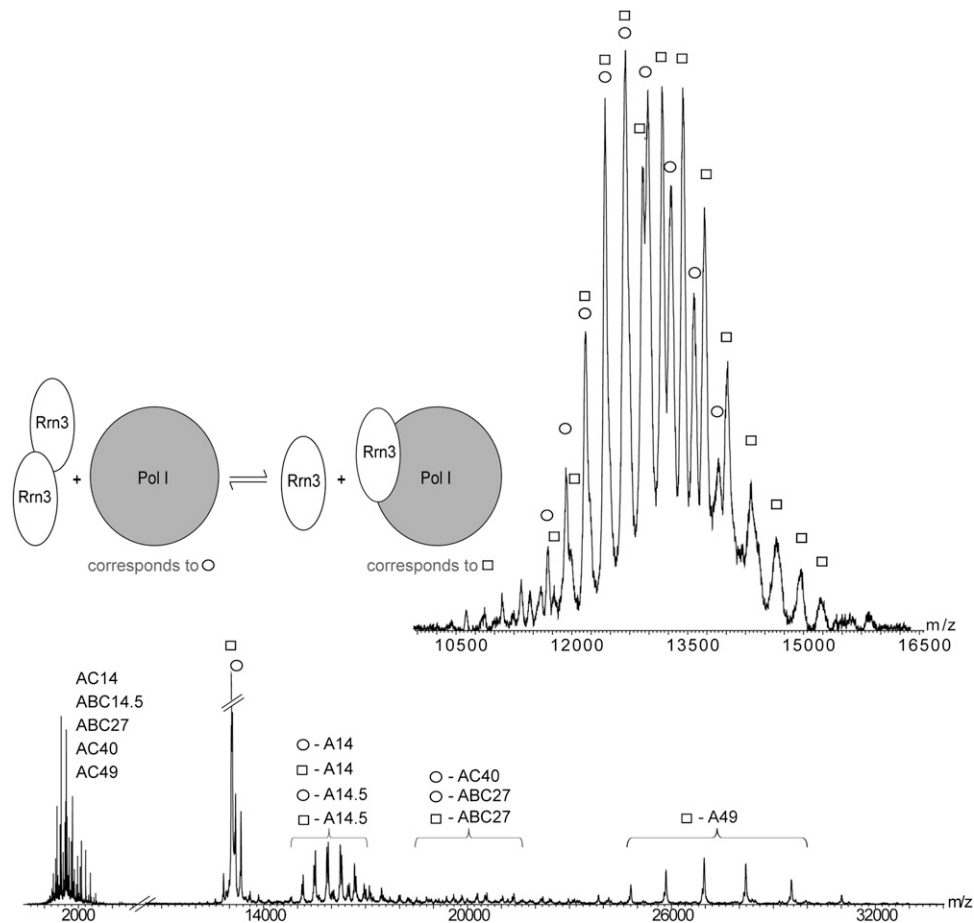 Rrn3
Rrn3
+
Pol I
Rrn3
+
Rrn3
Pol I
corresponds to ○
corresponds to □
m/z
10500 12000 13500 15000 16500
AC14
ABC14.5
ABC27
AC40
AC49
○ - A14
□ - A14
○ - A14.5
□ - A14.5
○ - AC40
○ - ABC27
□ - ABC27
□ - A49
2000 14000 20000 26000 32000 m/z